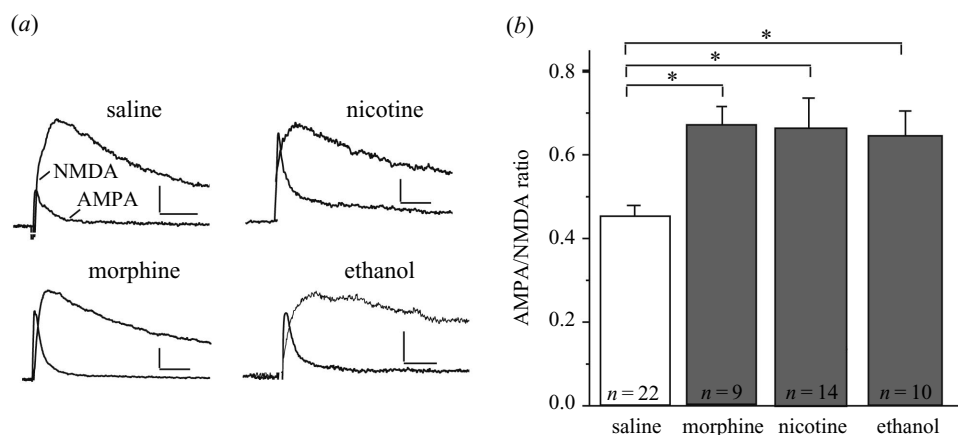 (a)
saline
nicotine
NMDA
AMPA
morphine
ethanol
(b)
*
*
*
AMPA/NMDA ratio
0.8
0.6
0.4
0.2
0.0
n = 22
n = 9
n = 14
n = 10
saline
morphine
nicotine
ethanol